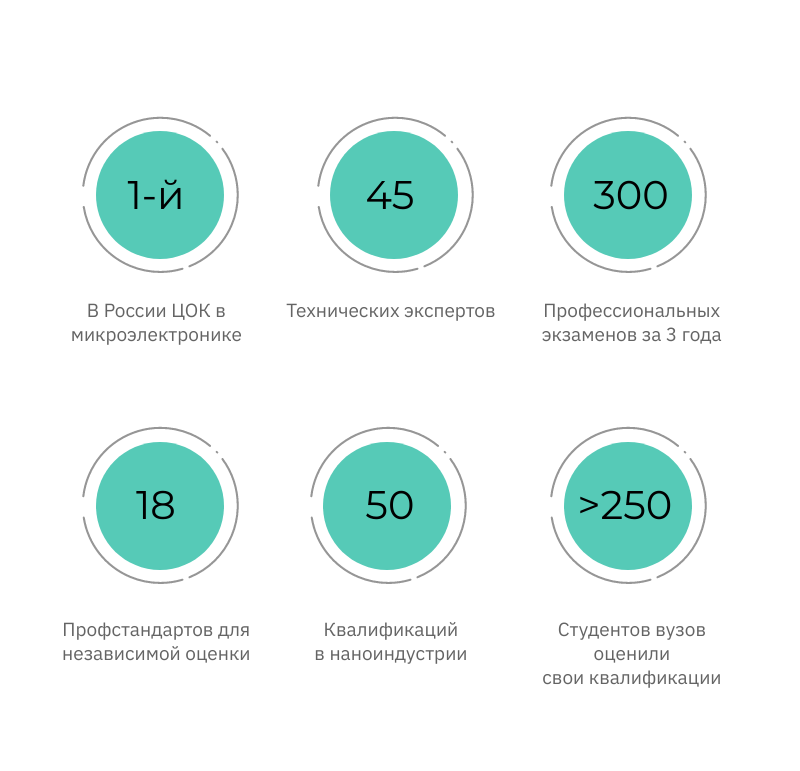 1-й
В России ЦОК в
микроэлектронике
45
Технических экспертов
300
Профессиональных
экзаменов за 3 года
18
Профстандартов для
независимой оценки
50
Квалификаций
в наноиндустрии
>250
Студентов вузов
оценили
свои квалификации